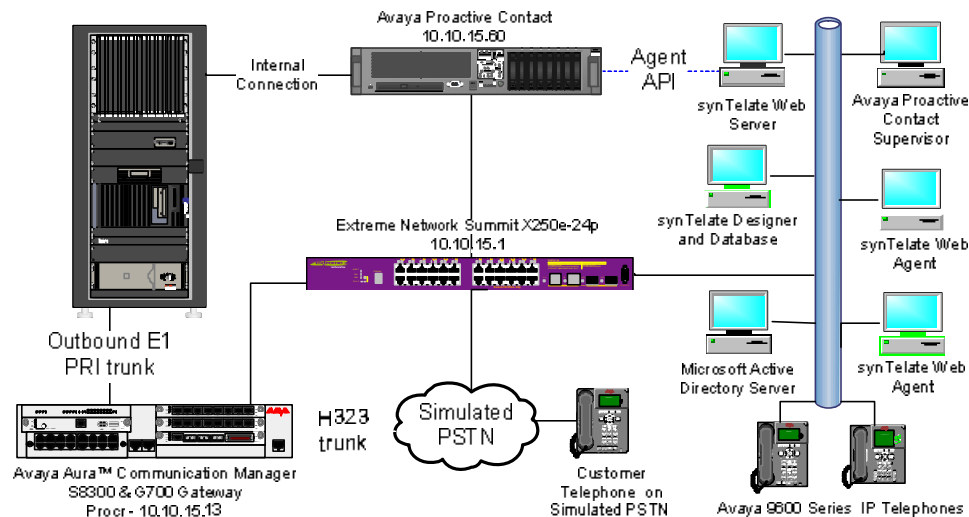 Avaya Proactive Contact
10.10.15.60
Internal
Connection
Agent
API
synTelate Web
Server
Avaya Proactive
Contact
Supervisor
synTelate Designer
and Database
synTelate Web
Agent
Extreme Network Summit X250e-24p
10.10.15.1
Outbound E1
PRI trunk
Microsoft Active
Directory Server
synTelate Web
Agent
AVAYA
H323
trunk
Simulated
PSTN
Avaya Aura™ Communication Manager
S8300 & G700 Gateway
Procr - 10.10.15.13
Customer
Telephone on
Simulated PSTN
Avaya 9600 Series IP Telephones